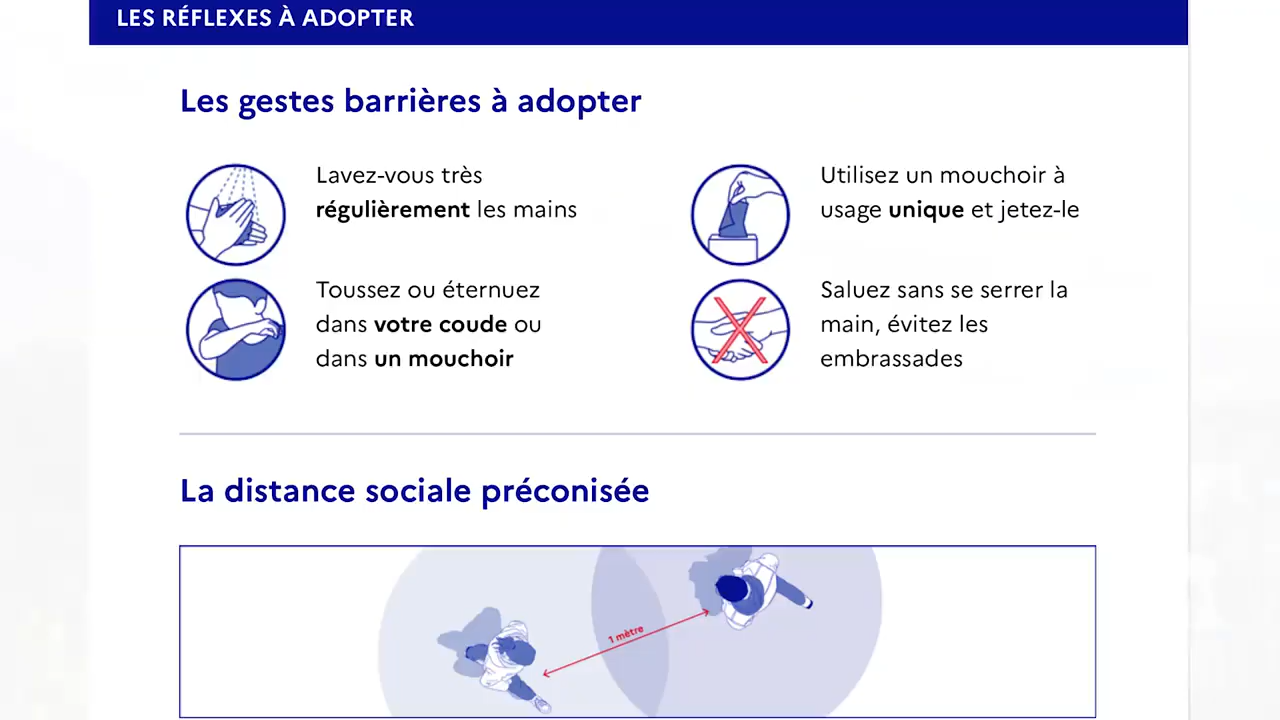 LES RÉFLEXES À ADOPTER
Les gestes barrières à adopter
Lavez-vous très
régulièrement les mains
Utilisez un mouchoir à
usage unique et jetez-le
Toussez ou éternuez
dans votre coude ou
dans un mouchoir
Saluez sans se serrer la
main, évitez les
embrassades
La distance sociale préconisée
1 mètre